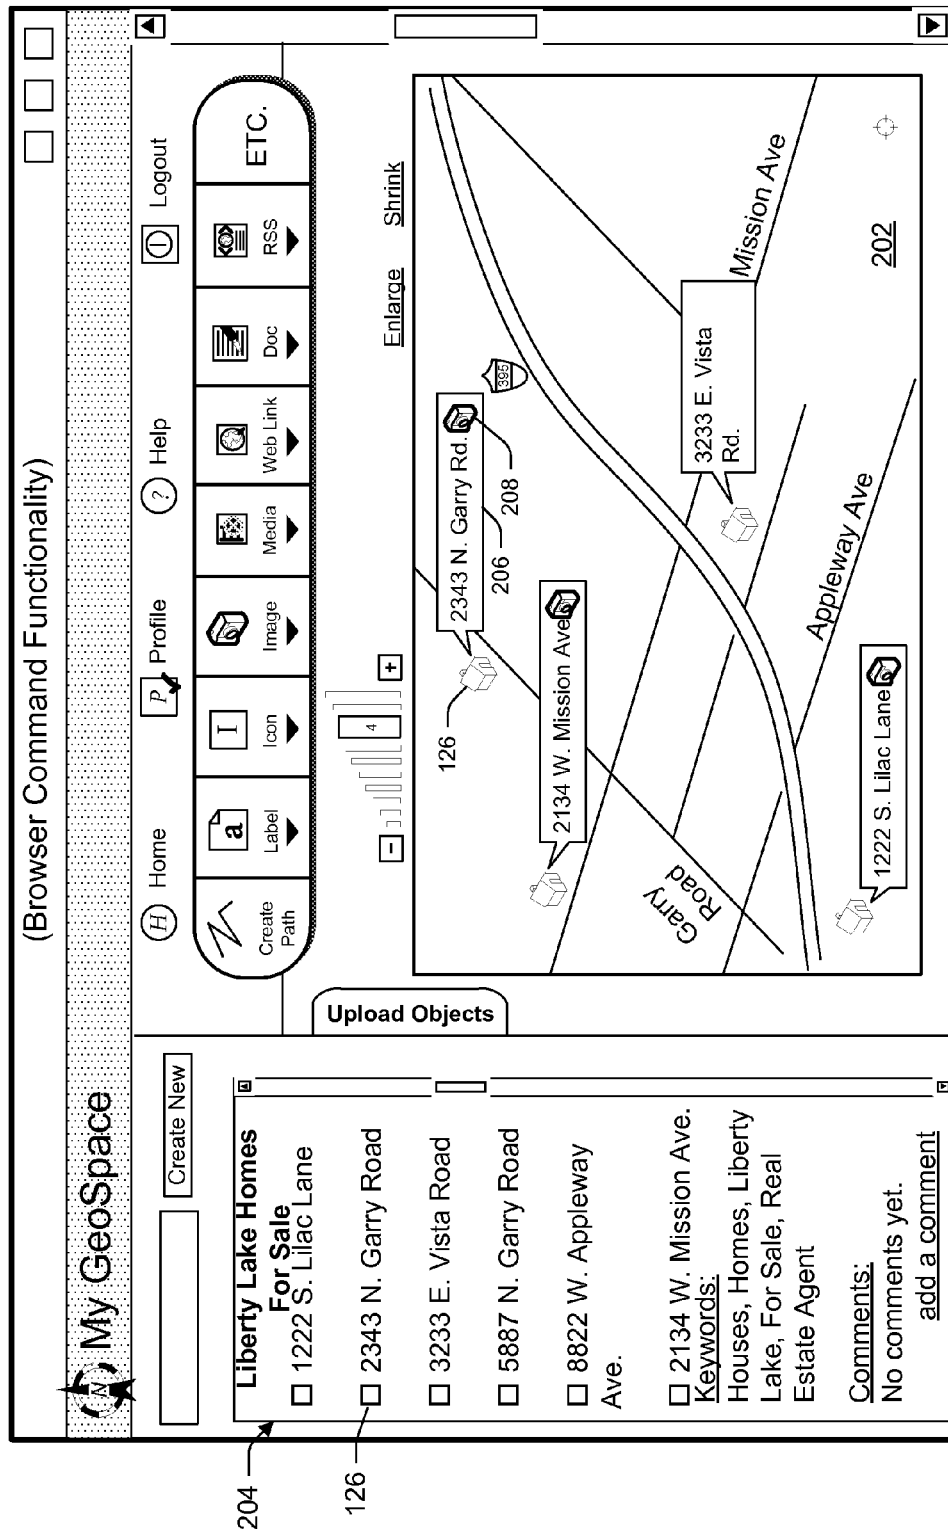 (Browser Command Functionality)
N
My GeoSpace
H Home
P Profile
? Help
Logout
Create New
Create Path
a
Label
I
Icon
Image
Media
Web Link
Doc
RSS
ETC.
Upload Objects
-
4
+
Enlarge
Shrink
204
126
Liberty Lake Homes
For Sale
1222 S. Lilac Lane
2343 N. Garry Road
3233 E. Vista Road
5887 N. Garry Road
8822 W. Appleway
Ave.
2134 W. Mission Ave.
Keywords:
Houses, Homes, Liberty
Lake, For Sale, Real
Estate Agent
Comments:
No comments yet.
add a comment
126
2343 N. Garry Rd.
206
208
395
2134 W. Mission Ave
3233 E. Vista
Rd.
Mission Ave
Garry
Road
Appleway Ave
1222 S. Lilac Lane
202